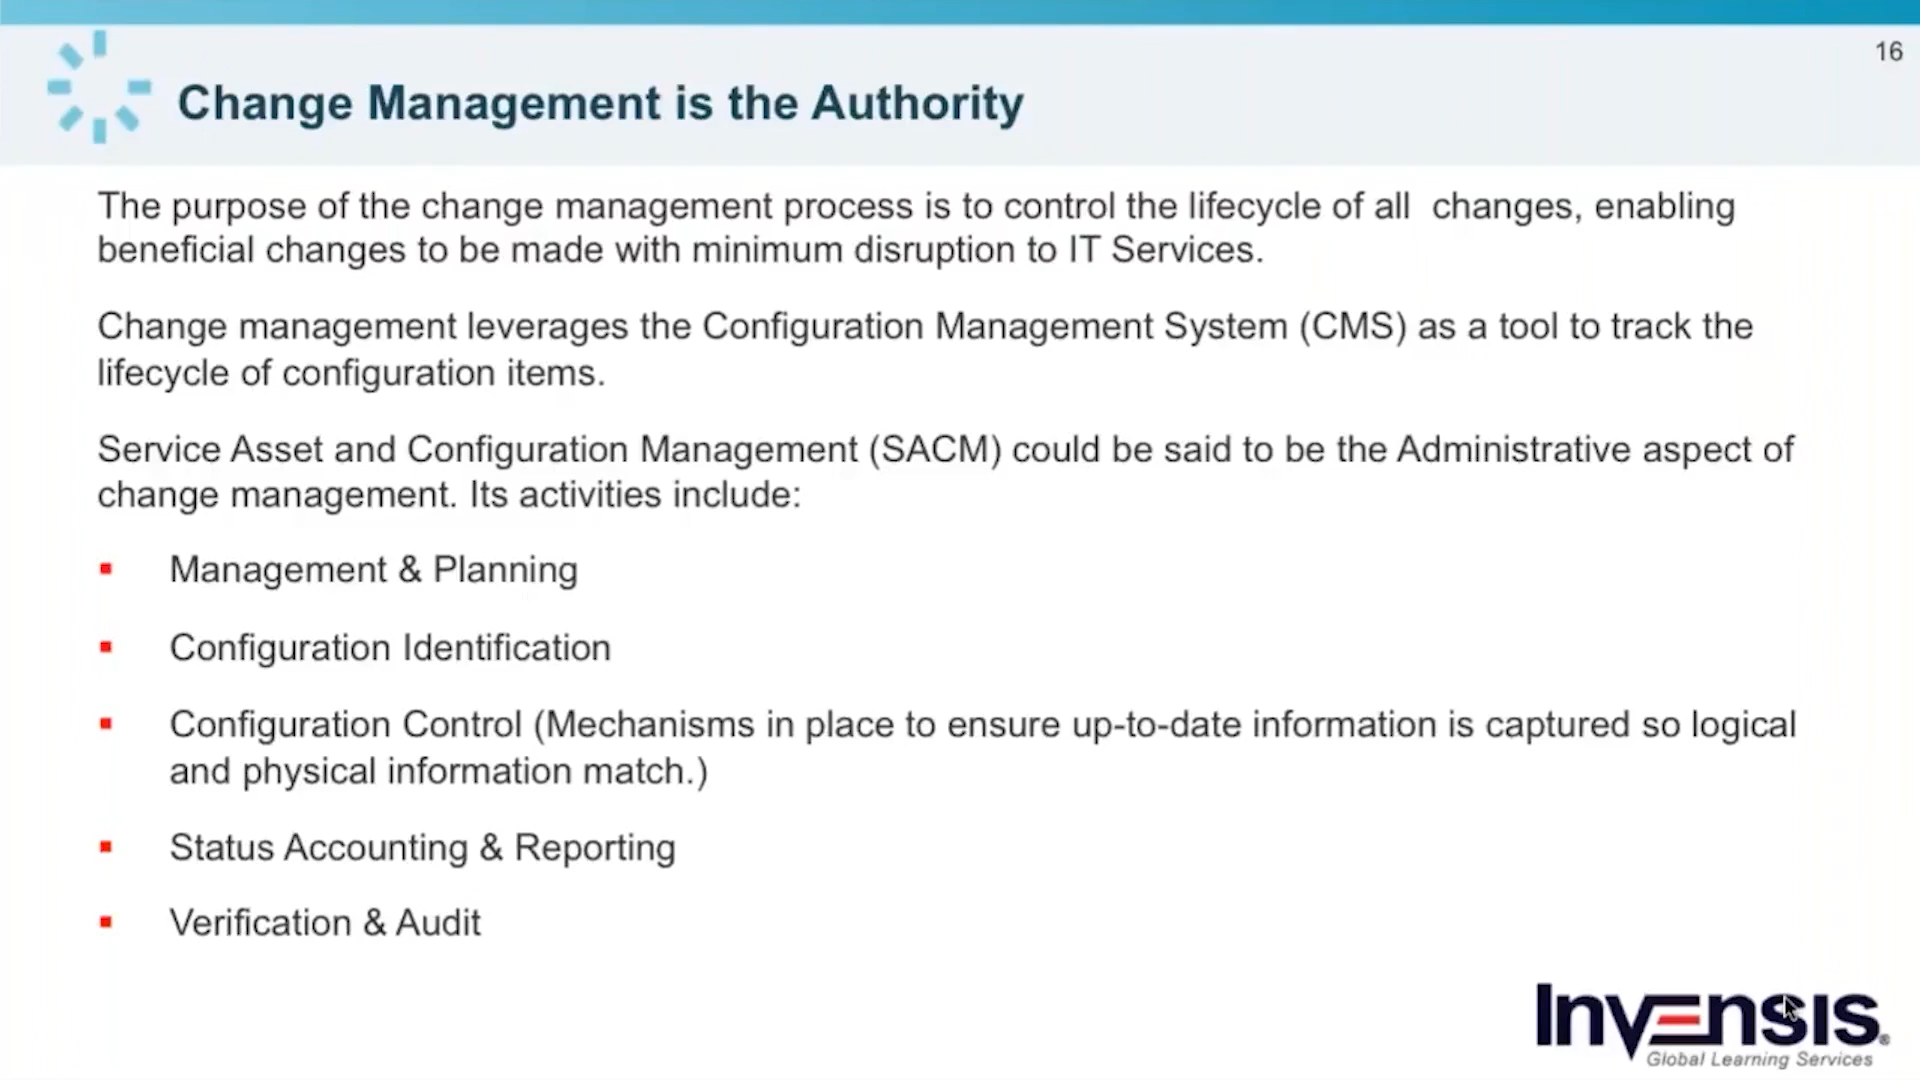 16
Change Management is the Authority
The purpose of the change management process is to control the lifecycle of all  changes, enabling
beneficial changes to be made with minimum disruption to IT Services.
Change management leverages the Configuration Management System (CMS) as a tool to track the
lifecycle of configuration items.
Service Asset and Configuration Management (SACM) could be said to be the Administrative aspect of
change management. Its activities include:
▪ Management & Planning
▪ Configuration Identification
▪ Configuration Control (Mechanisms in place to ensure up-to-date information is captured so logical
and physical information match.)
▪ Status Accounting & Reporting
▪ Verification & Audit
Invensis®
Global Learning Services